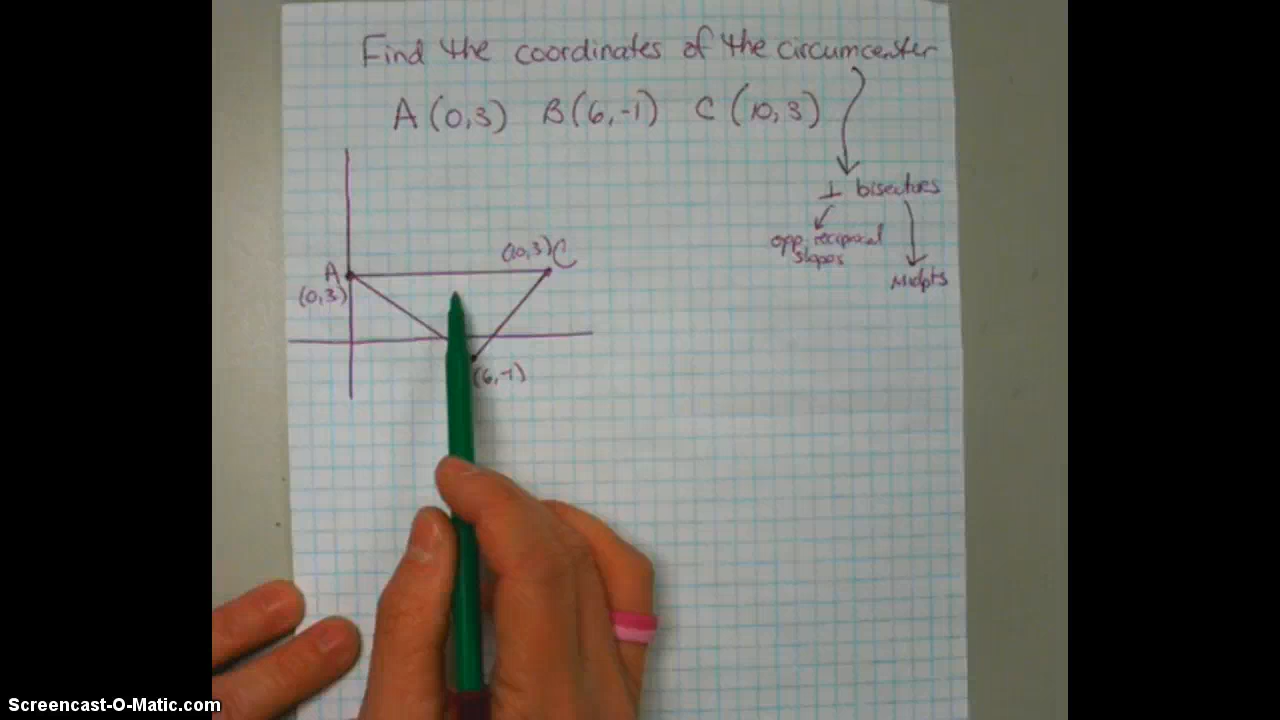 Find the coordinates of the circumcenter
A (0,3) B(6,-1) C (10,3)
⊥ bisectors
opp. reciprocal
slopes
Midpts
(10,3) C
A
(0,3)
(6,-1)
Screencast-O-Matic.com